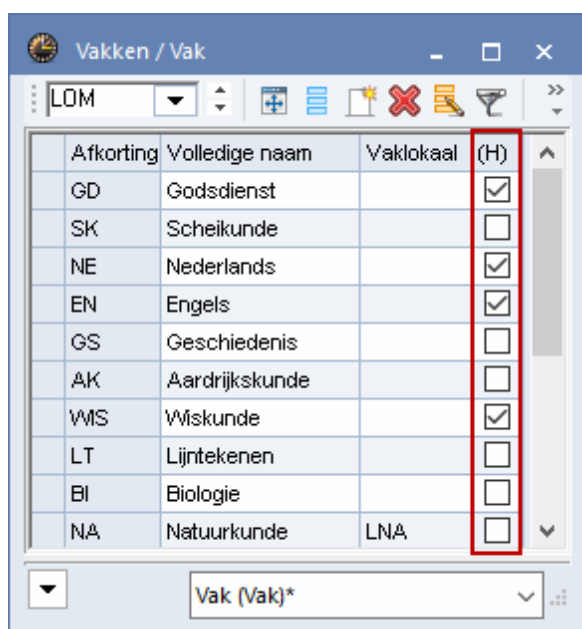 Vakken / Vak
LOM
Afkorting Volledige naam Vaklokaal (H)
GD Godsdienst
SK Scheikunde
NE Nederlands
EN Engels
GS Geschiedenis
AK Aardrijkskunde
WIS Wiskunde
LT Lijntekenen
BI Biologie
NA Natuurkunde LNA
Vak (Vak)*